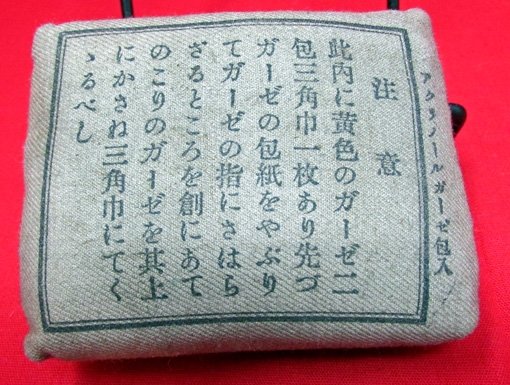 アクリノールガーゼ包入
注意
此内に黄色のガーゼ二
包三角巾一枚あり先づ
ガーゼの包紙をやぶり
てガーゼの指にさはら
ざるところを創にあて
のこりのガーゼを其上
にかさね三角巾にてく
ゝるべし